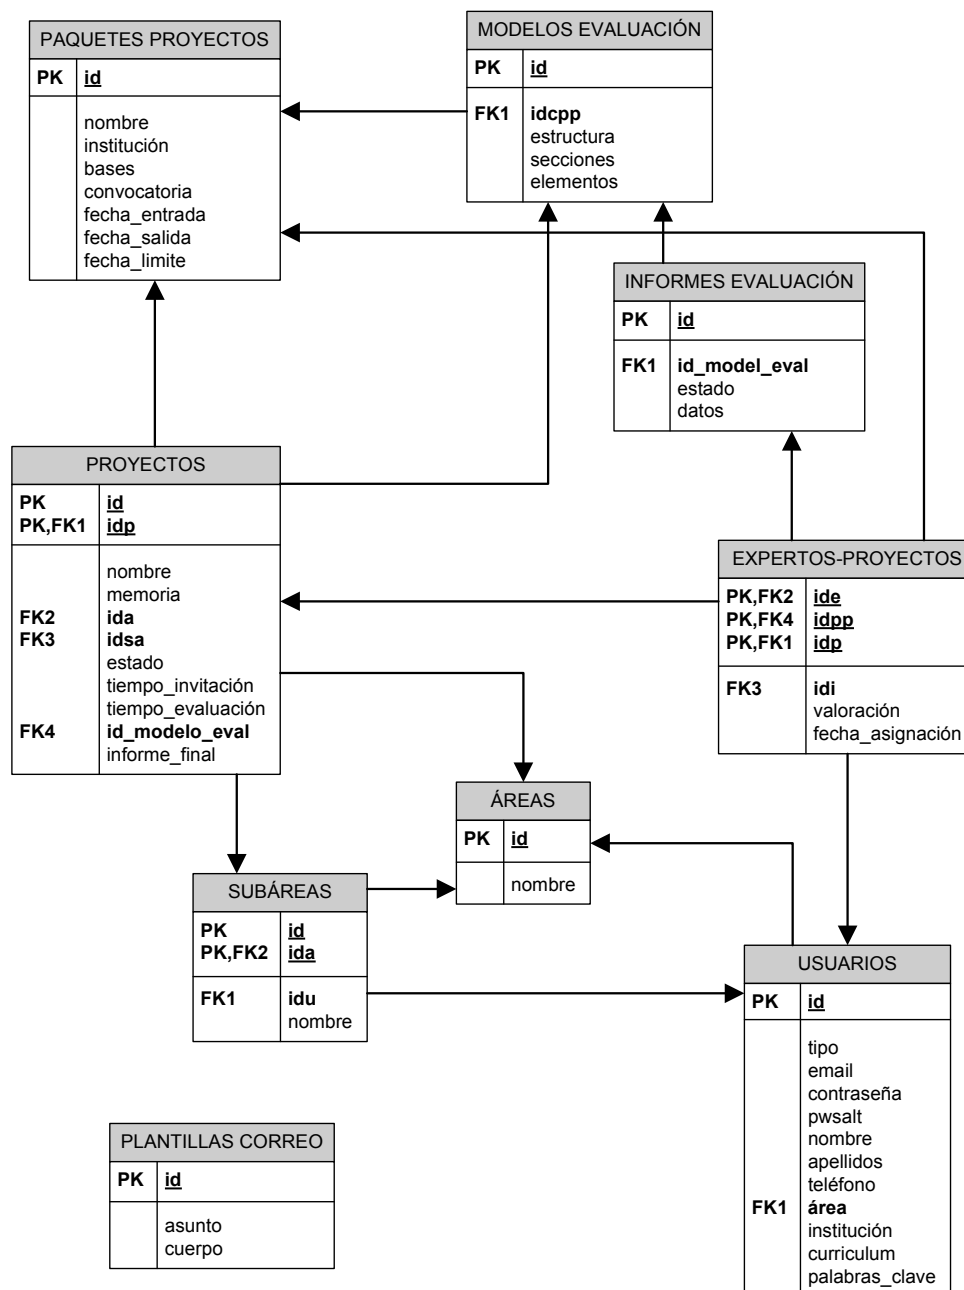 PAQUETES PROYECTOS
PK id
nombre
institución
bases
convocatoria
fecha_entrada
fecha_salida
fecha_limite
MODELOS EVALUACIÓN
PK id
FK1 idcpp
estructura
secciones
elementos
INFORMES EVALUACIÓN
PK id
FK1 id_model_eval
estado
datos
PROYECTOS
PK id
PK,FK1 idp
nombre
memoria
FK2 ida
FK3 idsa
estado
tiempo_invitación
tiempo_evaluación
FK4 id_modelo_eval
informe_final
EXPERTOS-PROYECTOS
PK,FK2 ide
PK,FK4 idpp
PK,FK1 idp
FK3 idi
valoración
fecha_asignación
ÁREAS
PK id
nombre
SUBÁREAS
PK id
PK,FK2 ida
FK1 idu
nombre
USUARIOS
PK id
tipo
email
contraseña
pwsalt
nombre
apellidos
teléfono
FK1 área
institución
curriculum
palabras_clave
PLANTILLAS CORREO
PK id
asunto
cuerpo